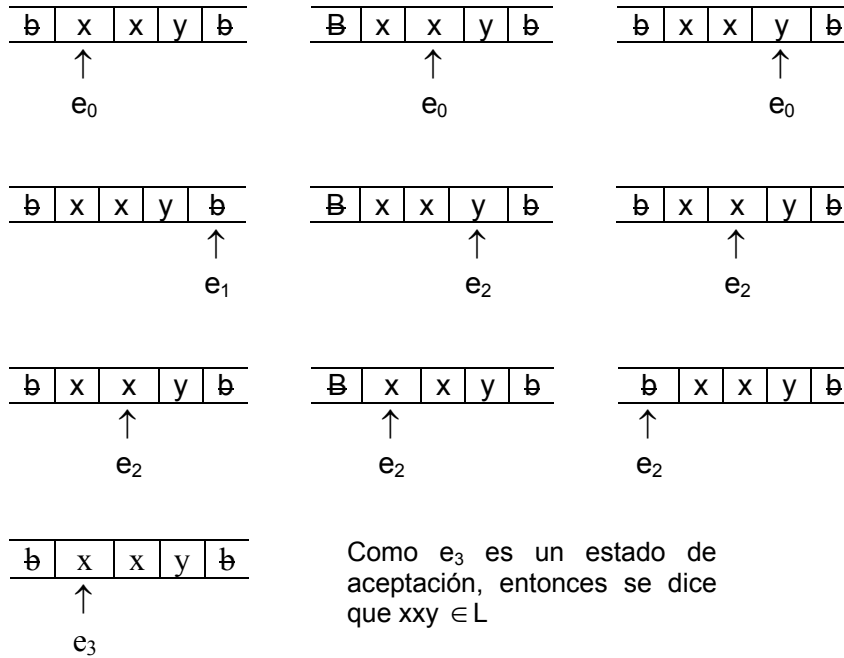 ƀ x x y ƀ Ƀ x x y ƀ ƀ x x y ƀ
↑ ↑ ↑
e₀ e₀ e₀
ƀ x x y ƀ Ƀ x x y ƀ ƀ x x y ƀ
↑ ↑ ↑
e₁ e₂ e₂
ƀ x x y ƀ Ƀ x x y ƀ ƀ x x y ƀ
↑ ↑ ↑
e₂ e₂ e₂
ƀ x x y ƀ
↑
e₃
Como e₃ es un estado de
aceptación, entonces se dice
que xxy ∈ L